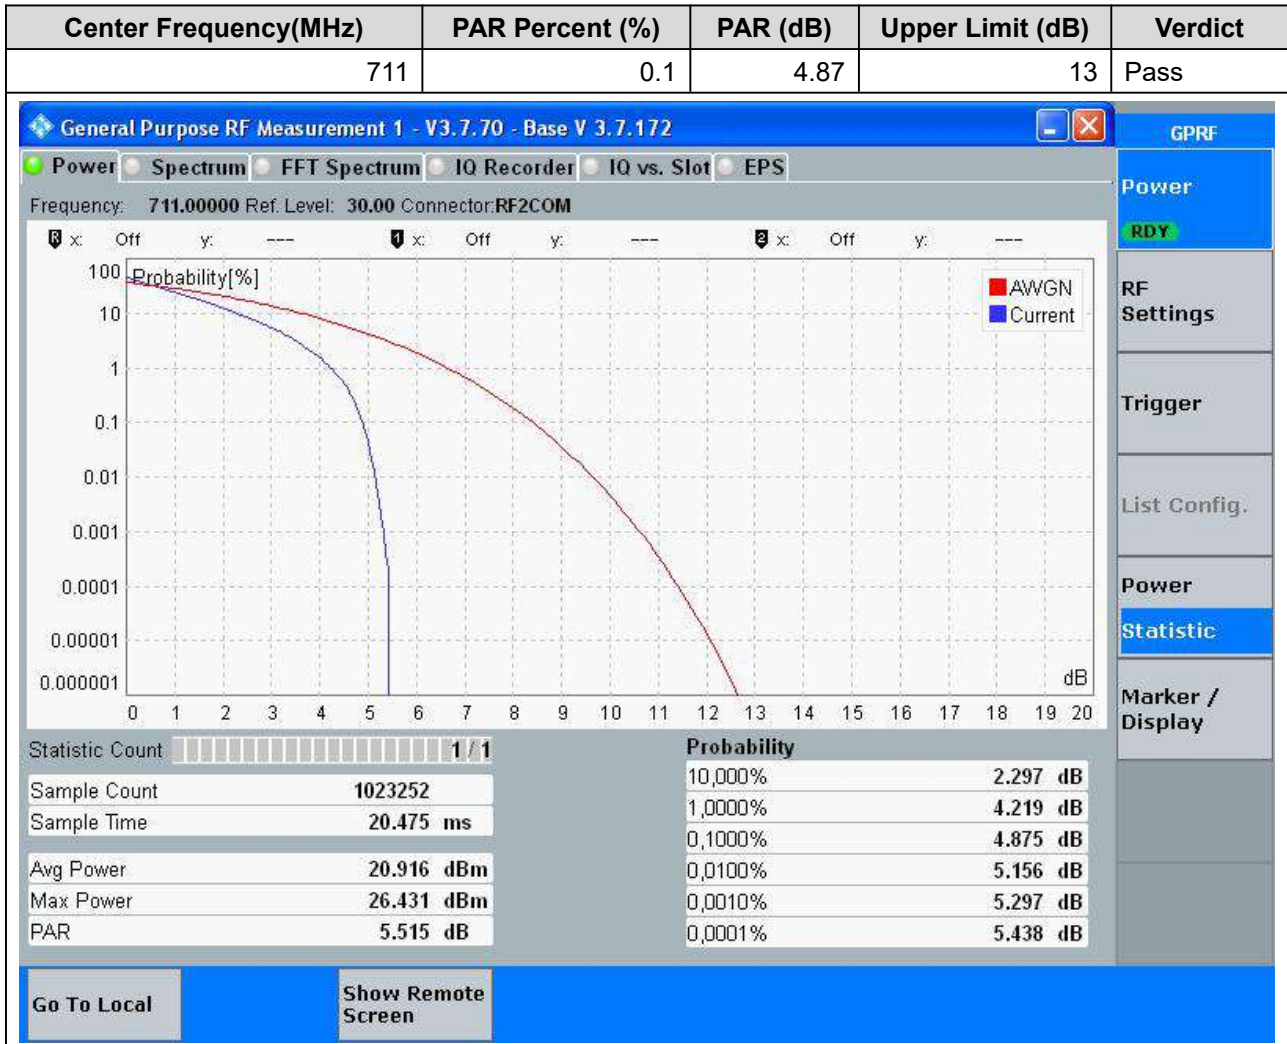 Center Frequency(MHz) PAR Percent (%) PAR (dB) Upper Limit (dB) Verdict
711 0.1 4.87 13 Pass
General Purpose RF Measurement 1 - V3.7.70 - Base V 3.7.172
GPRF
Power Spectrum FFT Spectrum IQ Recorder IQ vs. Slot EPS
Frequency: 711.00000 Ref. Level: 30.00 Connector:RF2COM
R x: Off y: --- 1 x: Off y: --- 2 x: Off y: ---
Probability[%]
AWGN
Current
100
10
1
0.1
0.01
0.001
0.0001
0.00001
0.000001
dB
0 1 2 3 4 5 6 7 8 9 10 11 12 13 14 15 16 17 18 19 20
Statistic Count 1 / 1
Sample Count 1023252
Sample Time 20.475 ms
Avg Power 20.916 dBm
Max Power 26.431 dBm
PAR 5.515 dB
Probability
10,000% 2.297 dB
1,0000% 4.219 dB
0,1000% 4.875 dB
0,0100% 5.156 dB
0,0010% 5.297 dB
0,0001% 5.438 dB
Power
RDY
RF
Settings
Trigger
List Config.
Power
Statistic
Marker /
Display
Go To Local
Show Remote
Screen